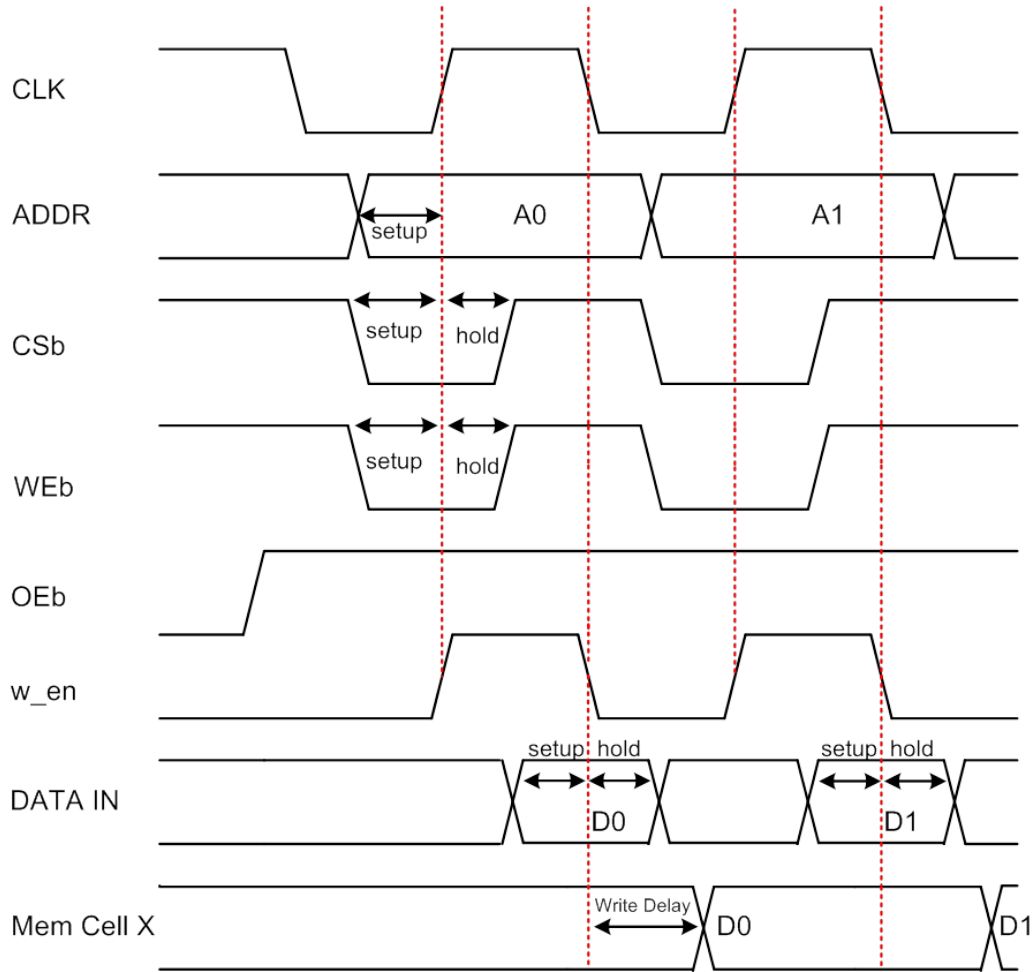 CLK
ADDR
setup
A0
A1
CSb
setup
hold
WEb
setup
hold
OEb
w_en
setup hold
setup hold
DATA IN
D0
D1
Mem Cell X
Write Delay
D0
D1